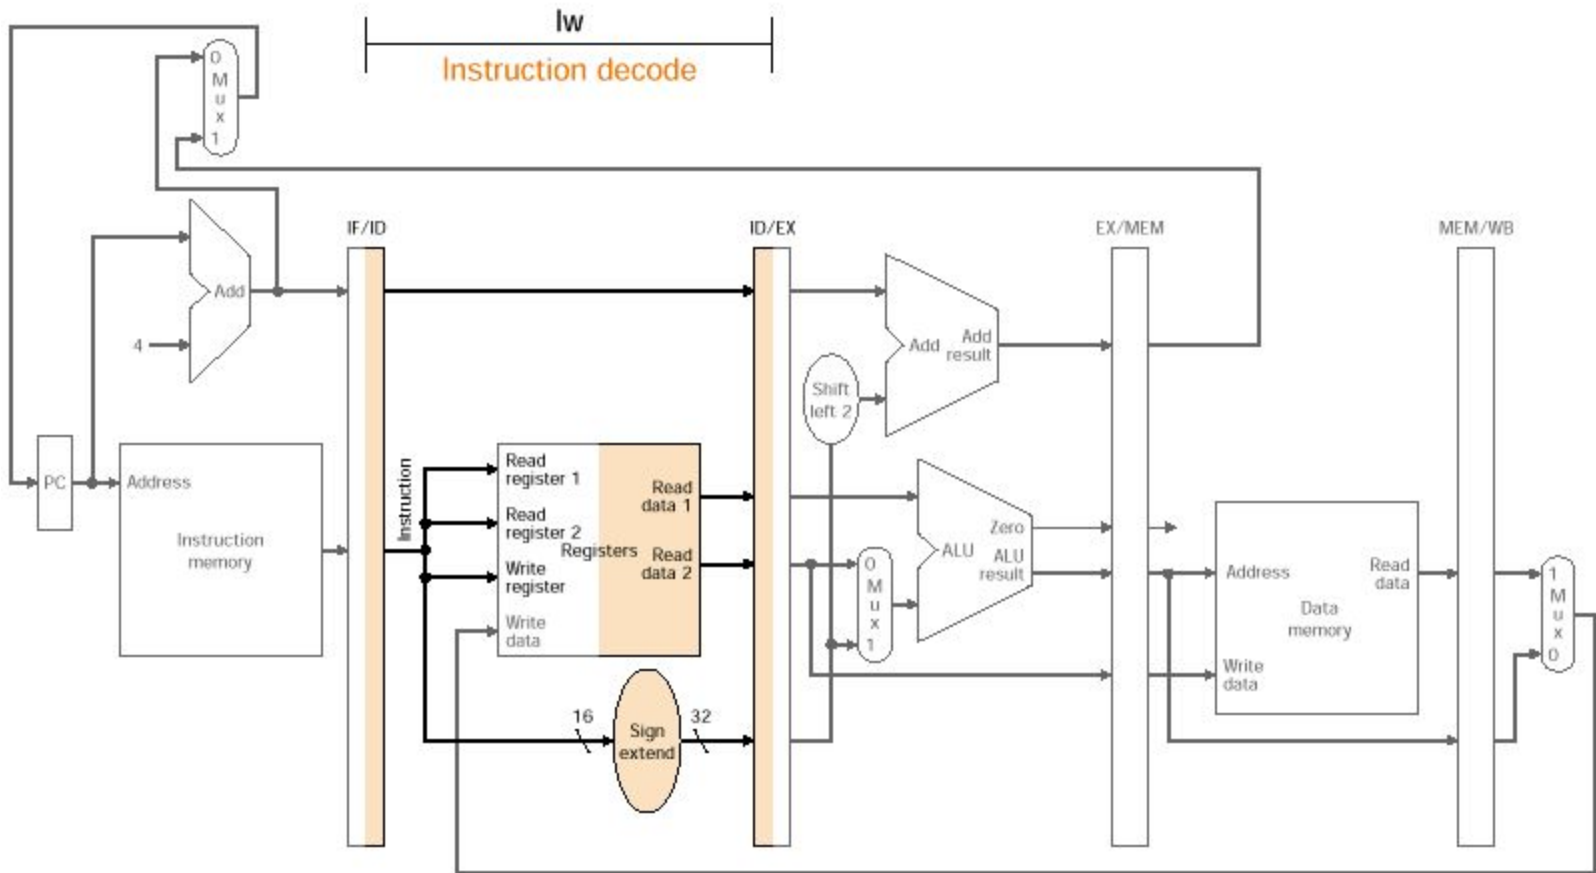 lw
Instruction decode
0
M
u
x
1
IF/ID
ID/EX
EX/MEM
MEM/WB
Add
4
Add
Add
result
Shift
left 2
PC
Address
Instruction
memory
Instruction
Read
register 1
Read
register 2
Write
register
Write
data
Registers
Read
data 1
Read
data 2
16
Sign
extend
32
0
M
u
x
1
Zero
ALU
ALU
result
Address
Read
data
Data
memory
Write
data
1
M
u
x
0